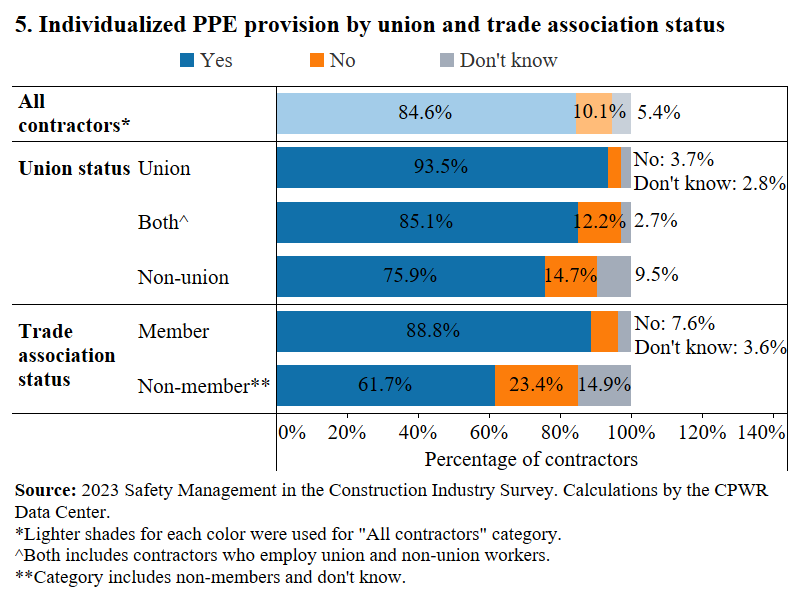 5. Individualized PPE provision by union and trade association status
Yes No Don't know
All
contractors*
84.6% 10.1% 5.4%
Union status Union 93.5% No: 3.7%
Don't know: 2.8%
Both^ 85.1% 12.2% 2.7%
Non-union 75.9% 14.7% 9.5%
Trade
association
status
Member 88.8% No: 7.6%
Don't know: 3.6%
Non-member** 61.7% 23.4% 14.9%
0% 20% 40% 60% 80% 100% 120% 140%
Percentage of contractors
Source: 2023 Safety Management in the Construction Industry Survey. Calculations by the CPWR
Data Center.
*Lighter shades for each color were used for "All contractors" category.
^Both includes contractors who employ union and non-union workers.
**Category includes non-members and don't know.